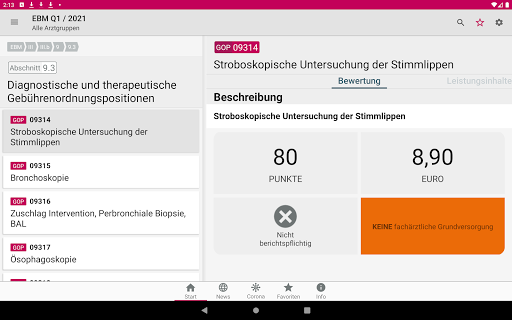 2:13
EBM Q1 / 2021
Alle Arztgruppen
EBM III III.b 9 9.3
Abschnitt 9.3
Diagnostische und therapeutische
Gebührenordnungspositionen
GOP 09314
Stroboskopische Untersuchung der
Stimmlippen
GOP 09315
Bronchoskopie
GOP 09316
Zuschlag Intervention, Perbronchiale Biopsie,
BAL
GOP 09317
Ösophagoskopie
GOP 09314
Stroboskopische Untersuchung der Stimmlippen
Bewertung
Leistungsinhalte
Beschreibung
Stroboskopische Untersuchung der Stimmlippen
80
PUNKTE
8,90
EURO
Nicht
berichtspflichtig
KEINE fachärztliche Grundversorgung
Start
News
Corona
Favoriten
Info